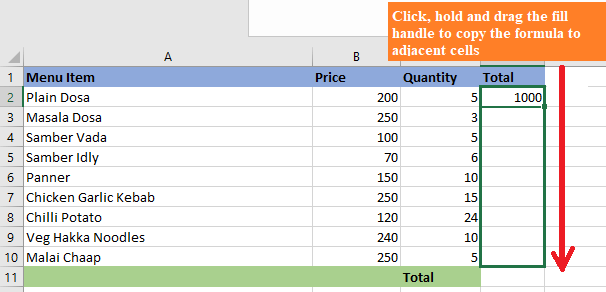 Click, hold and drag the fill
handle to copy the formula to
adjacent cells
A B C D
1 Menu Item Price Quantity Total
2 Plain Dosa 200 5 1000
3 Masala Dosa 250 3
4 Samber Vada 100 5
5 Samber Idly 70 6
6 Panner 150 10
7 Chicken Garlic Kebab 250 15
8 Chilli Potato 120 24
9 Veg Hakka Noodles 240 10
10 Malai Chaap 250 5
11 Total